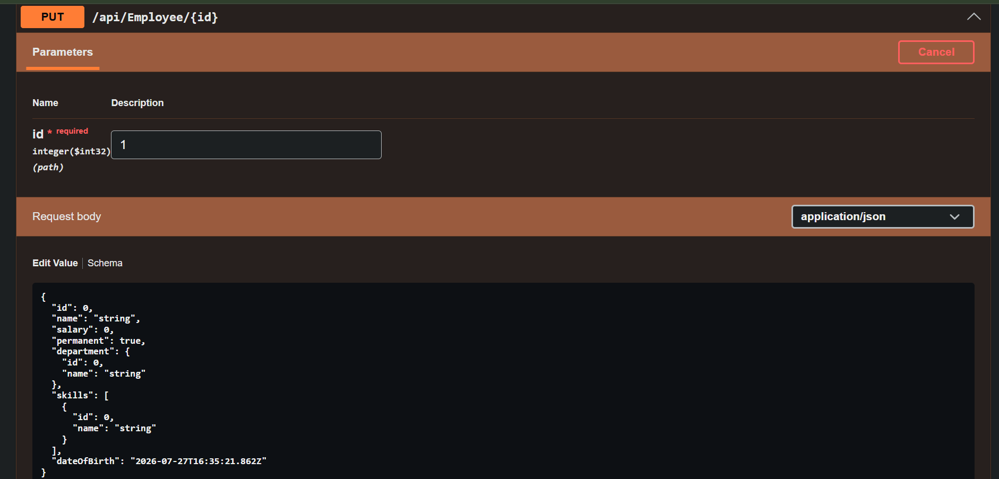 PUT /api/Employee/{id}
Parameters Cancel
Name Description
id * required
integer($int32)
(path)
1
Request body application/json
Edit Value Schema
{
  "id": 0,
  "name": "string",
  "salary": 0,
  "permanent": true,
  "department": {
    "id": 0,
    "name": "string"
  },
  "skills": [
    {
      "id": 0,
      "name": "string"
    }
  ],
  "dateOfBirth": "2026-07-27T16:35:21.862Z"
}